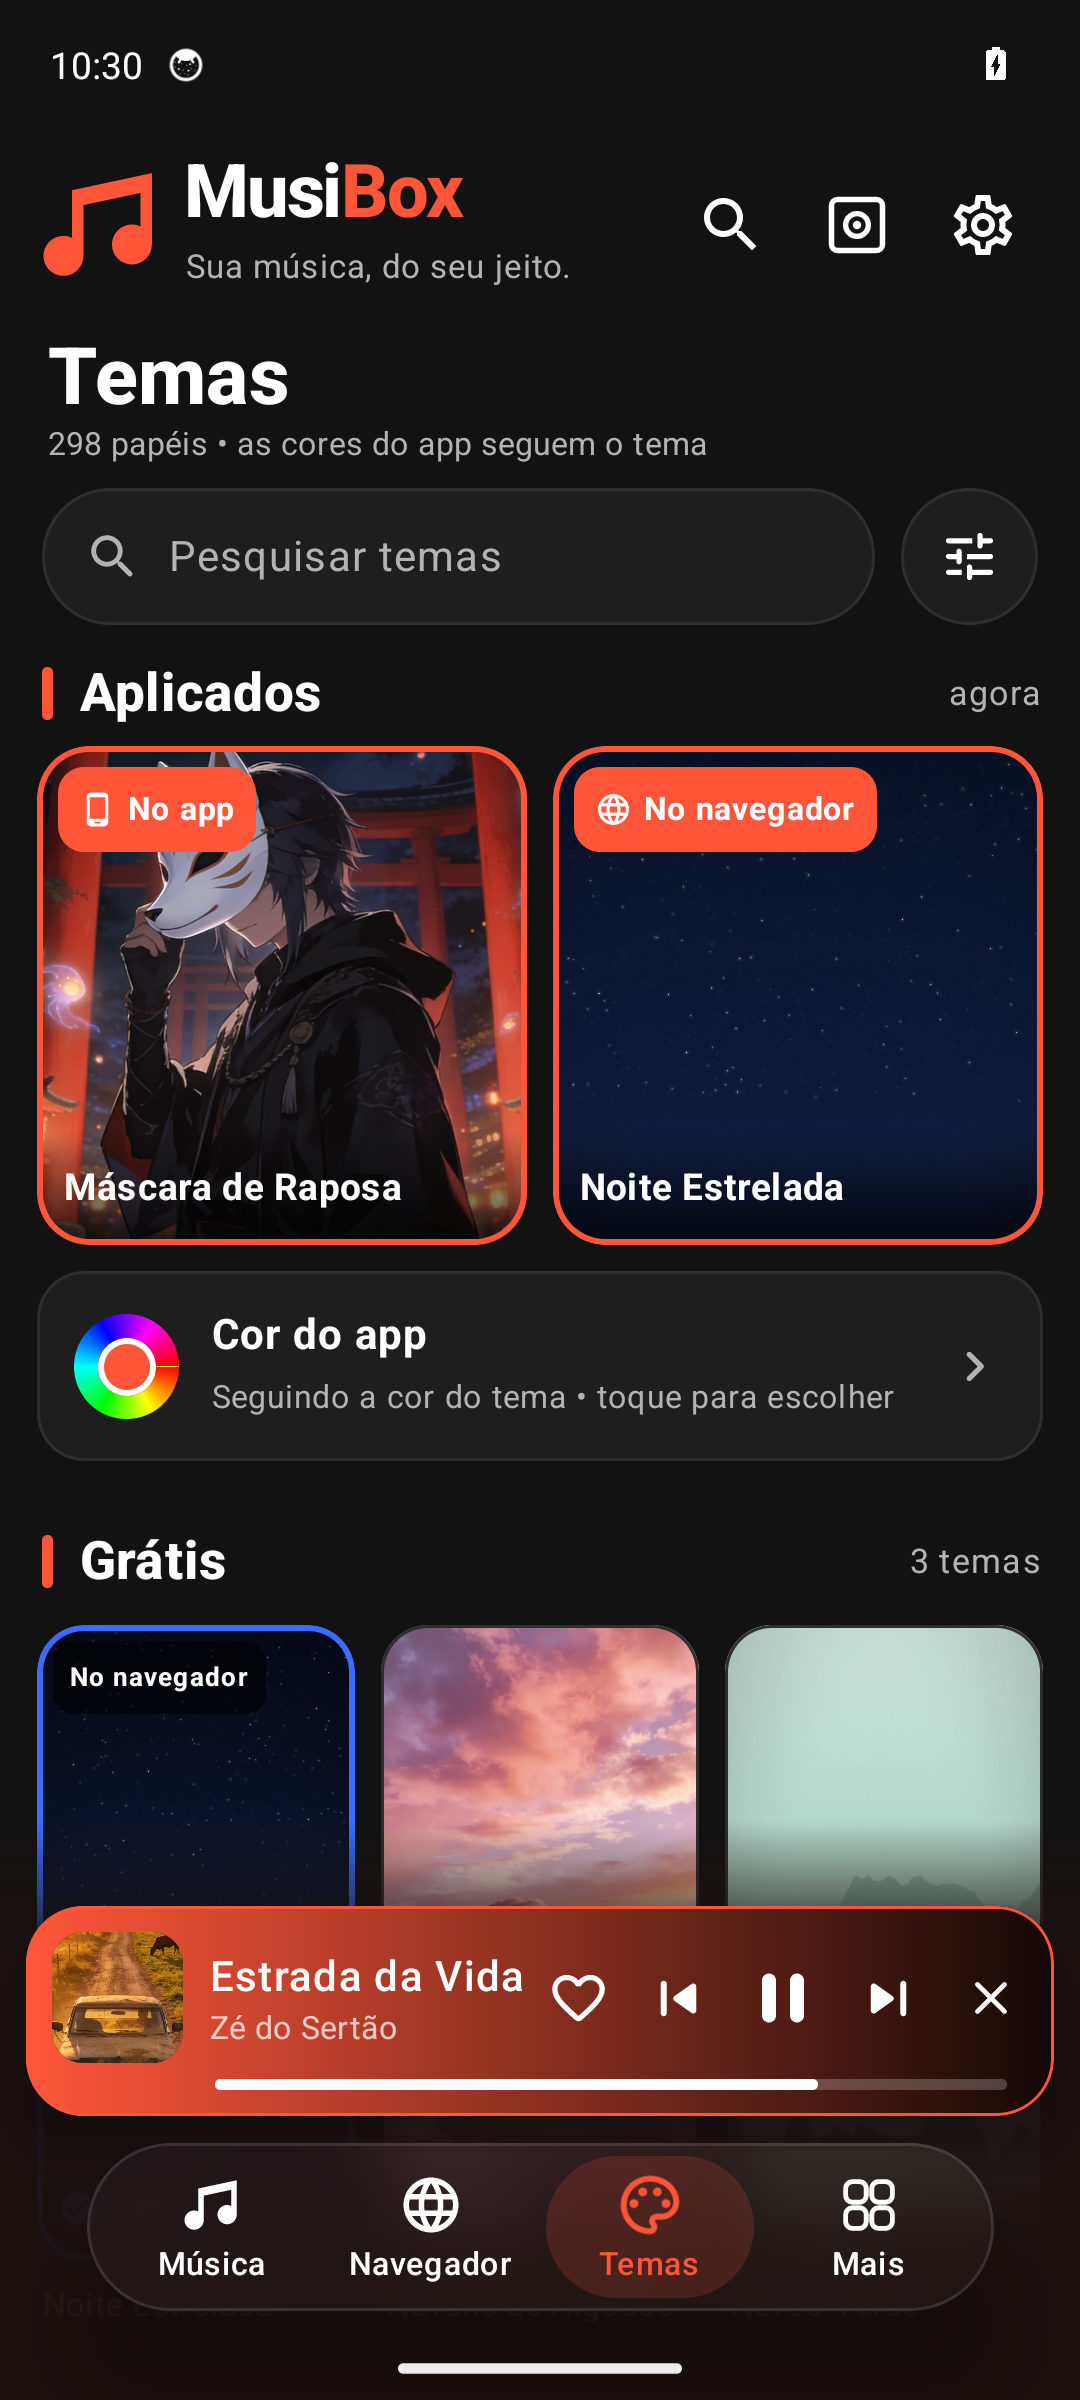 10:30
MusiBox
Sua música, do seu jeito.
Temas
298 papéis • as cores do app seguem o tema
Pesquisar temas
Aplicados
agora
No app
No navegador
Máscara de Raposa
Noite Estrelada
Cor do app
Seguindo a cor do tema • toque para escolher
Grátis
3 temas
No navegador
Estrada da Vida
Zé do Sertão
Música
Navegador
Temas
Mais
Noite Estrelada